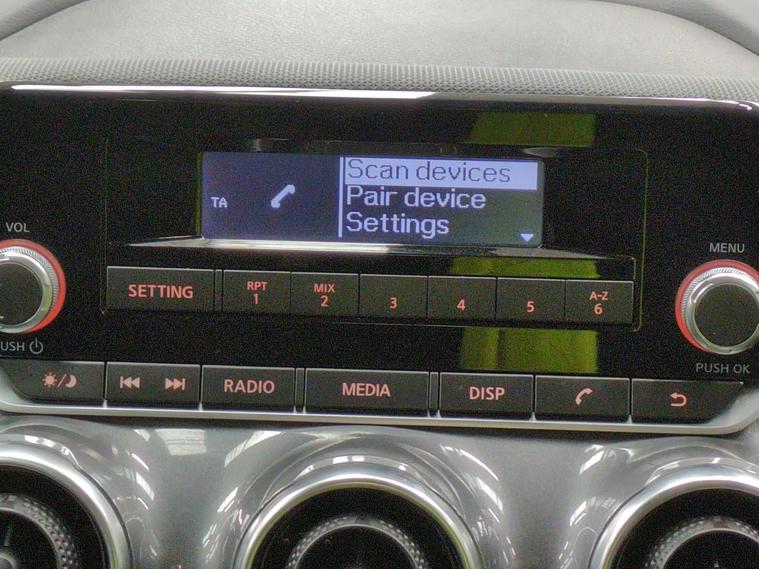 Scan devices
Pair device
TA
Settings
VOL
MENU
SETTING
RPT
1
MIX
2
3
4
5
A-Z
6
USH
PUSH OK
RADIO
MEDIA
DISP